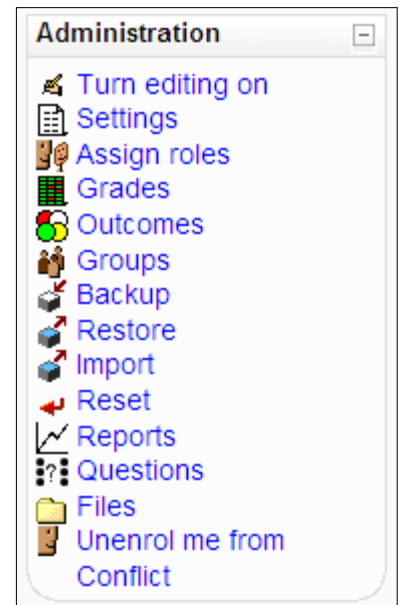 Administration
Turn editing on
Settings
Assign roles
Grades
Outcomes
Groups
Backup
Restore
Import
Reset
Reports
Questions
Files
Unenrol me from
Conflict